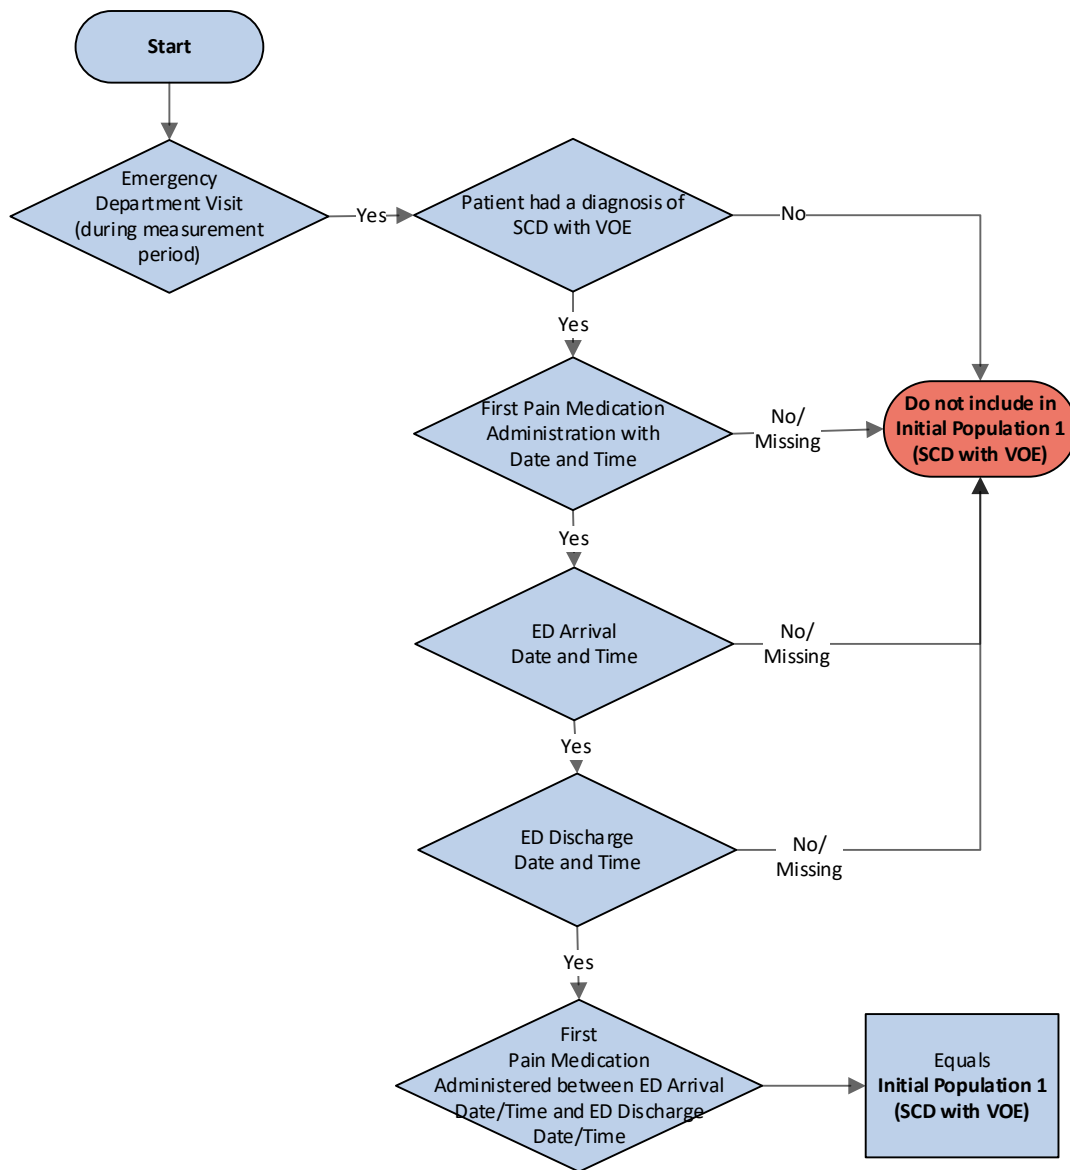 Start
Emergency
Department Visit
(during measurement
period)
Yes
Patient had a diagnosis of
SCD with VOE
No
Yes
First Pain Medication
Administration with
Date and Time
No/
Missing
Do not include in
Initial Population 1
(SCD with VOE)
Yes
ED Arrival
Date and Time
No/
Missing
Yes
ED Discharge
Date and Time
No/
Missing
Yes
First
Pain Medication
Administered between ED Arrival
Date/Time and ED Discharge
Date/Time
Equals
Initial Population 1
(SCD with VOE)